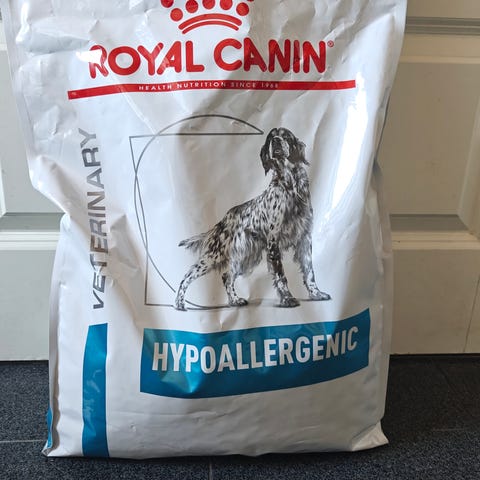 ROYAL CANIN®
HEALTH NUTRITION SINCE 1968
VETERINARY
HYPOALLERGENIC